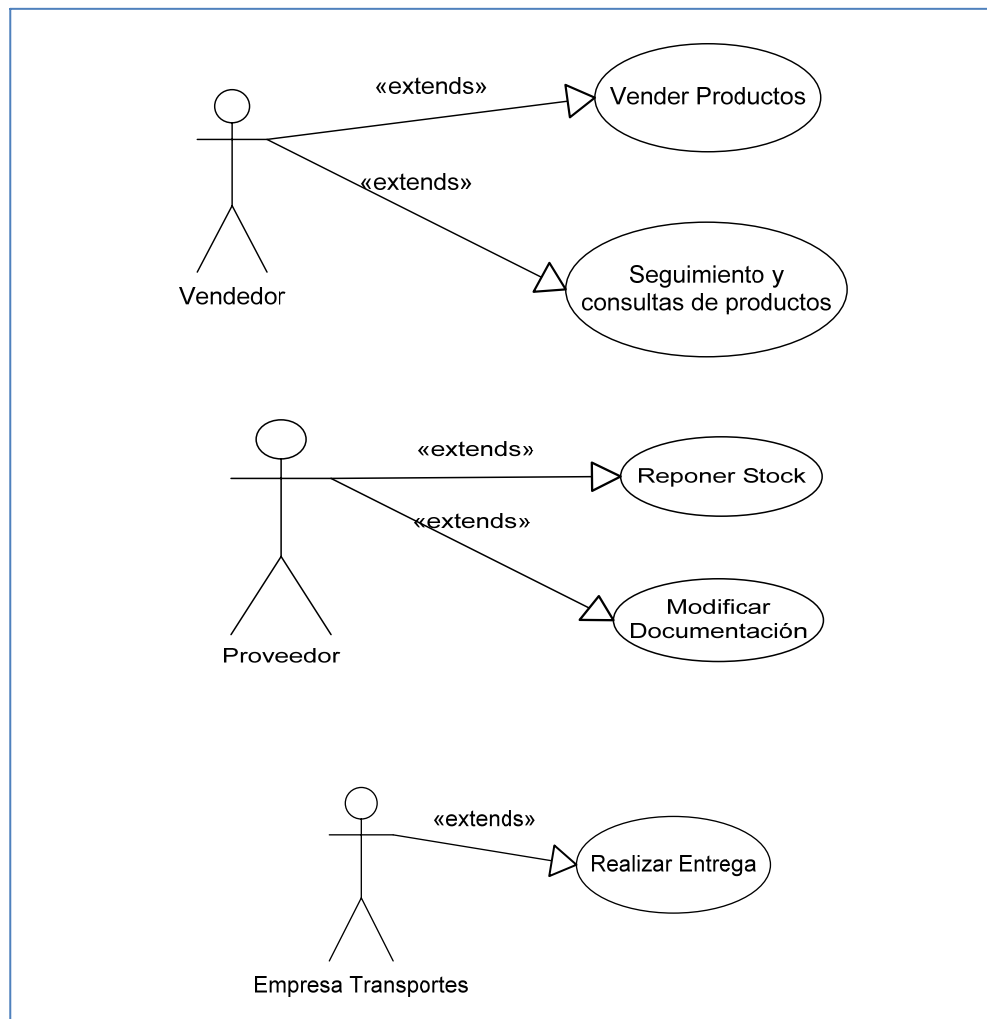 «extends»
Vender Productos
«extends»
Seguimiento y
consultas de productos
Vendedor
«extends»
Reponer Stock
«extends»
Modificar
Documentación
Proveedor
«extends»
Realizar Entrega
Empresa Transportes